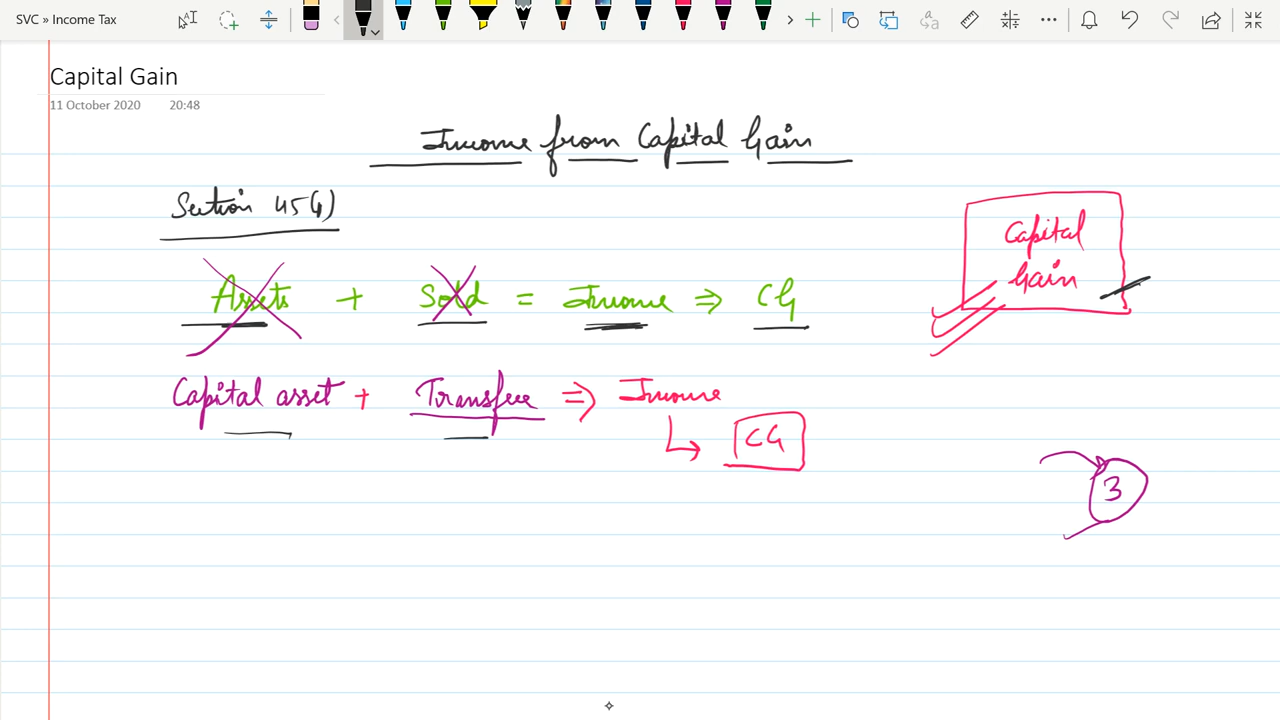 SVC » Income Tax
Capital Gain
11 October 2020 20:48
Income from Capital Gain
Section 45(1)
Assets + Sold = Income ⇒ CG
Capital Gain
Capital asset + Transfer ⇒ Income
CG
3